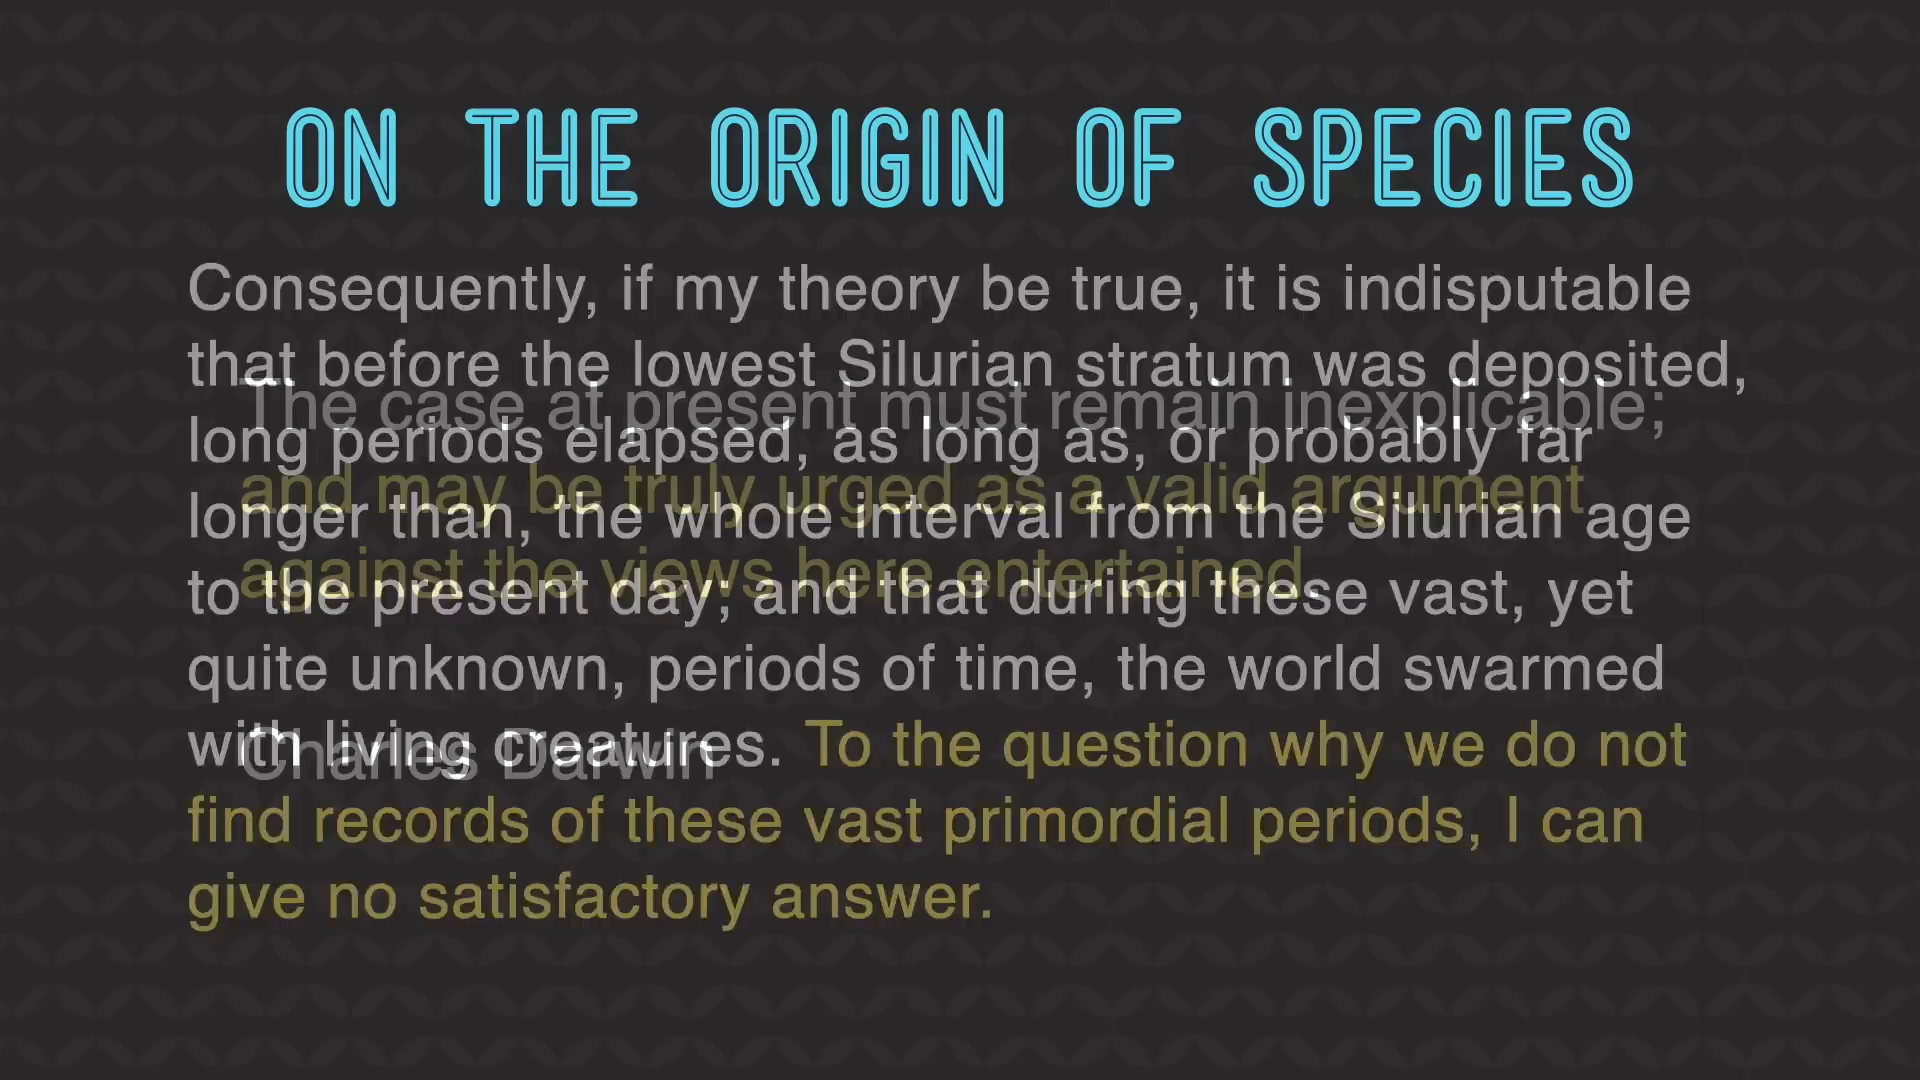 ON THE ORIGIN OF SPECIES
Consequently, if my theory be true, it is indisputable
that before the lowest Silurian stratum was deposited,
long periods elapsed, as long as, or probably far
longer than, the whole interval from the Silurian age
to the present day; and that during these vast, yet
quite unknown, periods of time, the world swarmed
with living creatures. To the question why we do not
find records of these vast primordial periods, I can
give no satisfactory answer.
The case at present must remain inexplicable;
and may be truly urged as a valid argument
against the views here entertained.
Charles Darwin